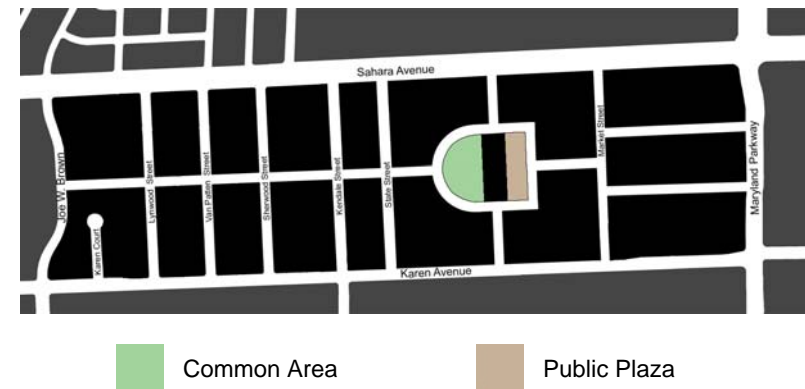 Sahara Avenue
Joe W. Brown
Karen Court
Lynwood Street
Van Patten Street
Sherwood Street
Kendale Street
State Street
Market Street
Maryland Parkway
Karen Avenue
Common Area
Public Plaza